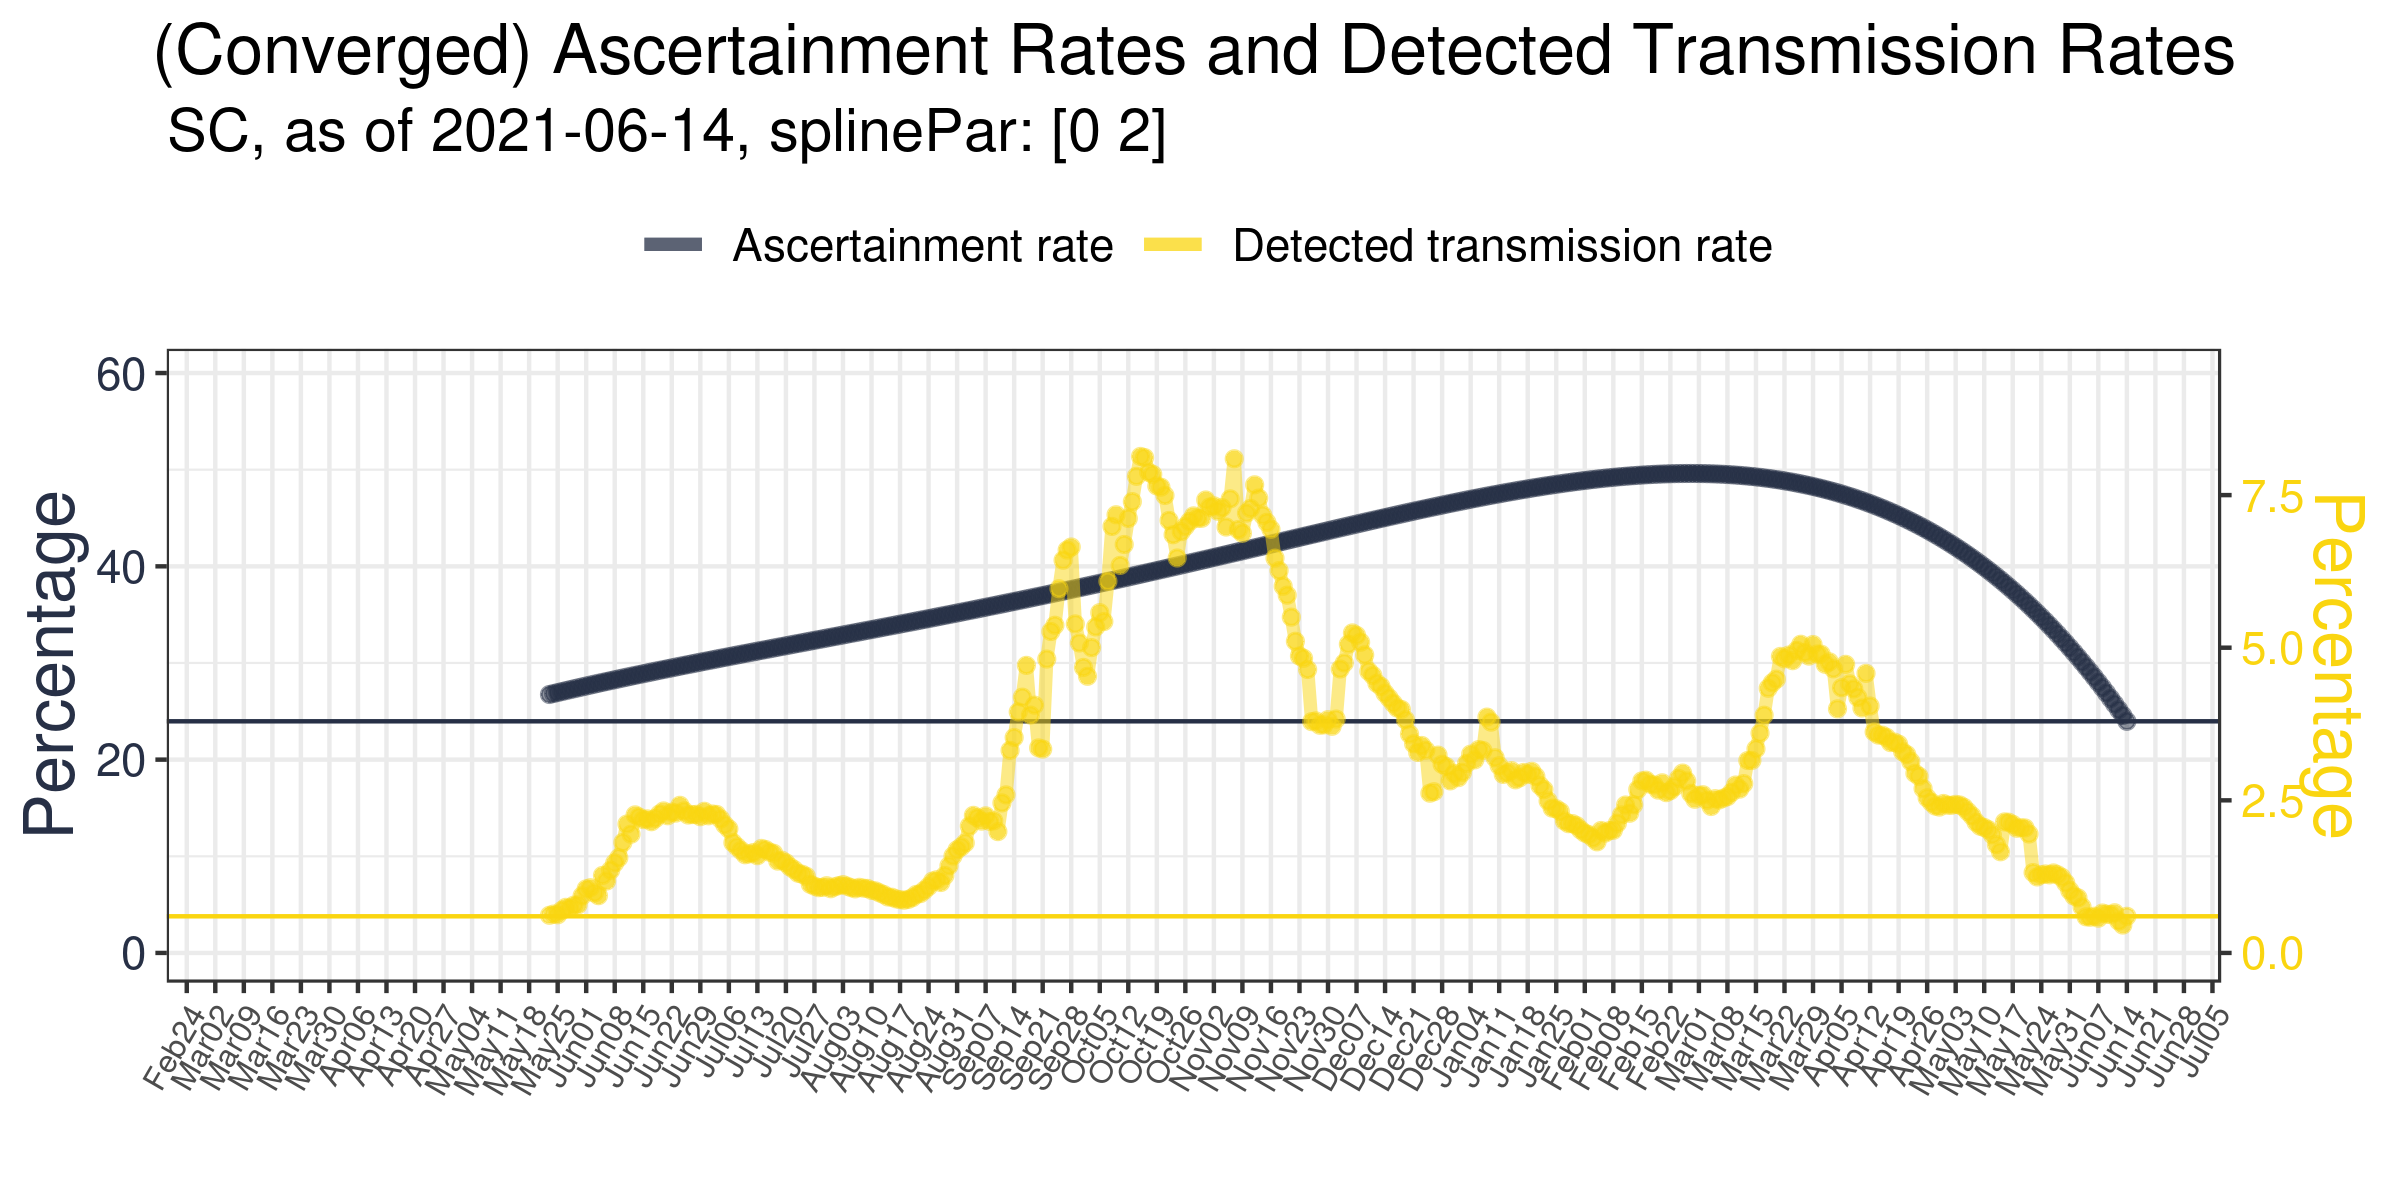 (Converged) Ascertainment Rates and Detected Transmission Rates
SC, as of 2021-06-14, splinePar: [0 2]
Ascertainment rate
Detected transmission rate
Percentage
60
40
20
0
7.5
5.0
2.5
0.0
Percentage
Feb24
Mar02
Mar09
Mar16
Mar23
Mar30
Apr06
Apr13
Apr20
Apr27
May04
May11
May18
May25
Jun01
Jun08
Jun15
Jun22
Jun29
Jul06
Jul13
Jul20
Jul27
Aug03
Aug10
Aug17
Aug24
Aug31
Sep07
Sep14
Sep21
Sep28
Oct05
Oct12
Oct19
Oct26
Nov02
Nov09
Nov16
Nov23
Nov30
Dec07
Dec14
Dec21
Dec28
Jan04
Jan11
Jan18
Jan25
Feb01
Feb08
Feb15
Feb22
Mar01
Mar08
Mar15
Mar22
Mar29
Apr05
Apr12
Apr19
Apr26
May03
May10
May17
May24
May31
Jun07
Jun14
Jun21
Jun28
Jul05